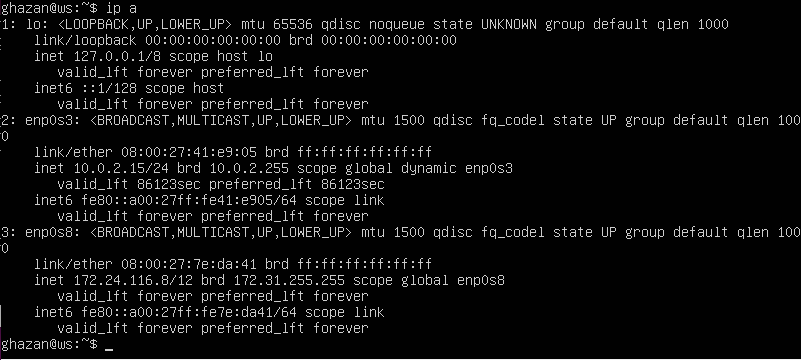 ghazan@ws:~$ ip a
1: lo: <LOOPBACK,UP,LOWER_UP> mtu 65536 qdisc noqueue state UNKNOWN group default qlen 1000
    link/loopback 00:00:00:00:00:00 brd 00:00:00:00:00:00
    inet 127.0.0.1/8 scope host lo
       valid_lft forever preferred_lft forever
    inet6 ::1/128 scope host
       valid_lft forever preferred_lft forever
2: enp0s3: <BROADCAST,MULTICAST,UP,LOWER_UP> mtu 1500 qdisc fq_codel state UP group default qlen 100
0
    link/ether 08:00:27:41:e9:05 brd ff:ff:ff:ff:ff:ff
    inet 10.0.2.15/24 brd 10.0.2.255 scope global dynamic enp0s3
       valid_lft 86123sec preferred_lft 86123sec
    inet6 fe80::a00:27ff:fe41:e905/64 scope link
       valid_lft forever preferred_lft forever
3: enp0s8: <BROADCAST,MULTICAST,UP,LOWER_UP> mtu 1500 qdisc fq_codel state UP group default qlen 100
0
    link/ether 08:00:27:7e:da:41 brd ff:ff:ff:ff:ff:ff
    inet 172.24.116.8/12 brd 172.31.255.255 scope global enp0s8
       valid_lft forever preferred_lft forever
    inet6 fe80::a00:27ff:fe7e:da41/64 scope link
       valid_lft forever preferred_lft forever
ghazan@ws:~$ _